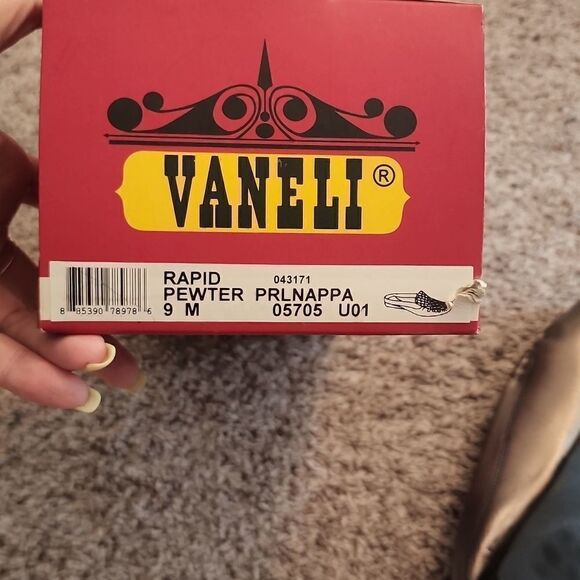 VANELI®
RAPID 043171
PEWTER PRLNAPPA
9 M 05705 U01
8 85390 78978 6